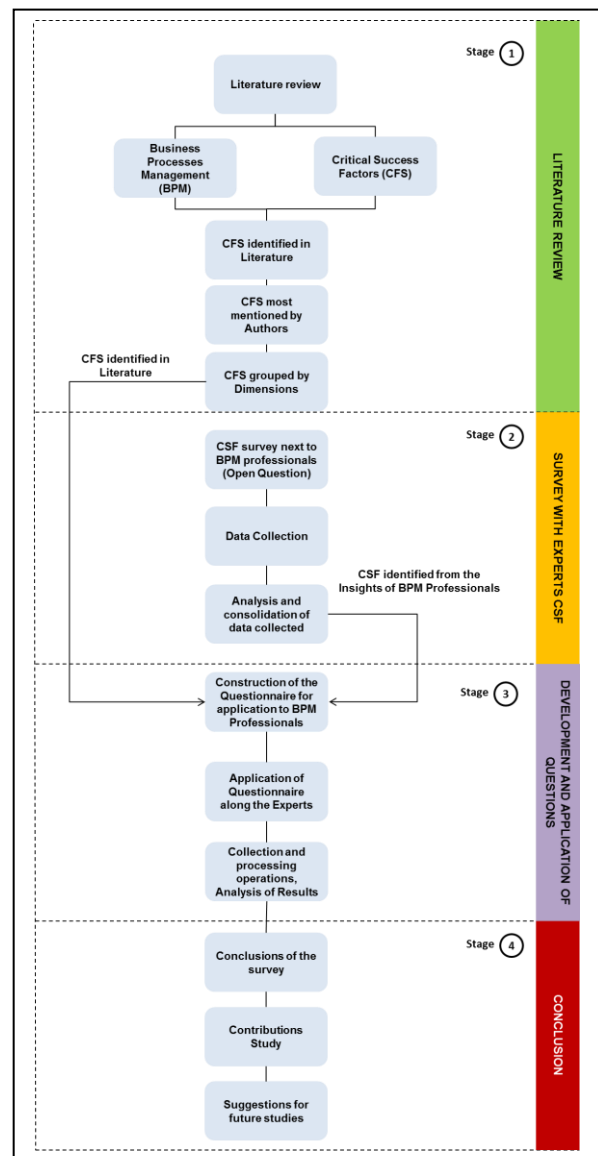 Stage 1
Literature review
Business
Processes
Management
(BPM)
Critical Success
Factors (CFS)
CFS identified in
Literature
CFS most
mentioned by
Authors
CFS identified in
Literature
CFS grouped by
Dimensions
LITERATURE REVIEW
Stage 2
CSF survey next to
BPM professionals
(Open Question)
Data Collection
CSF identified from the
Insights of BPM Professionals
Analysis and
consolidation of
data collected
SURVEY WITH EXPERTS CSF
Stage 3
Construction of the
Questionnaire for
application to BPM
Professionals
Application of
Questionnaire
along the Experts
Collection and
processing
operations,
Analysis of Results
DEVELOPMENT AND APPLICATION OF
QUESTIONS
Stage 4
Conclusions of the
survey
Contributions
Study
Suggestions for
future studies
CONCLUSION